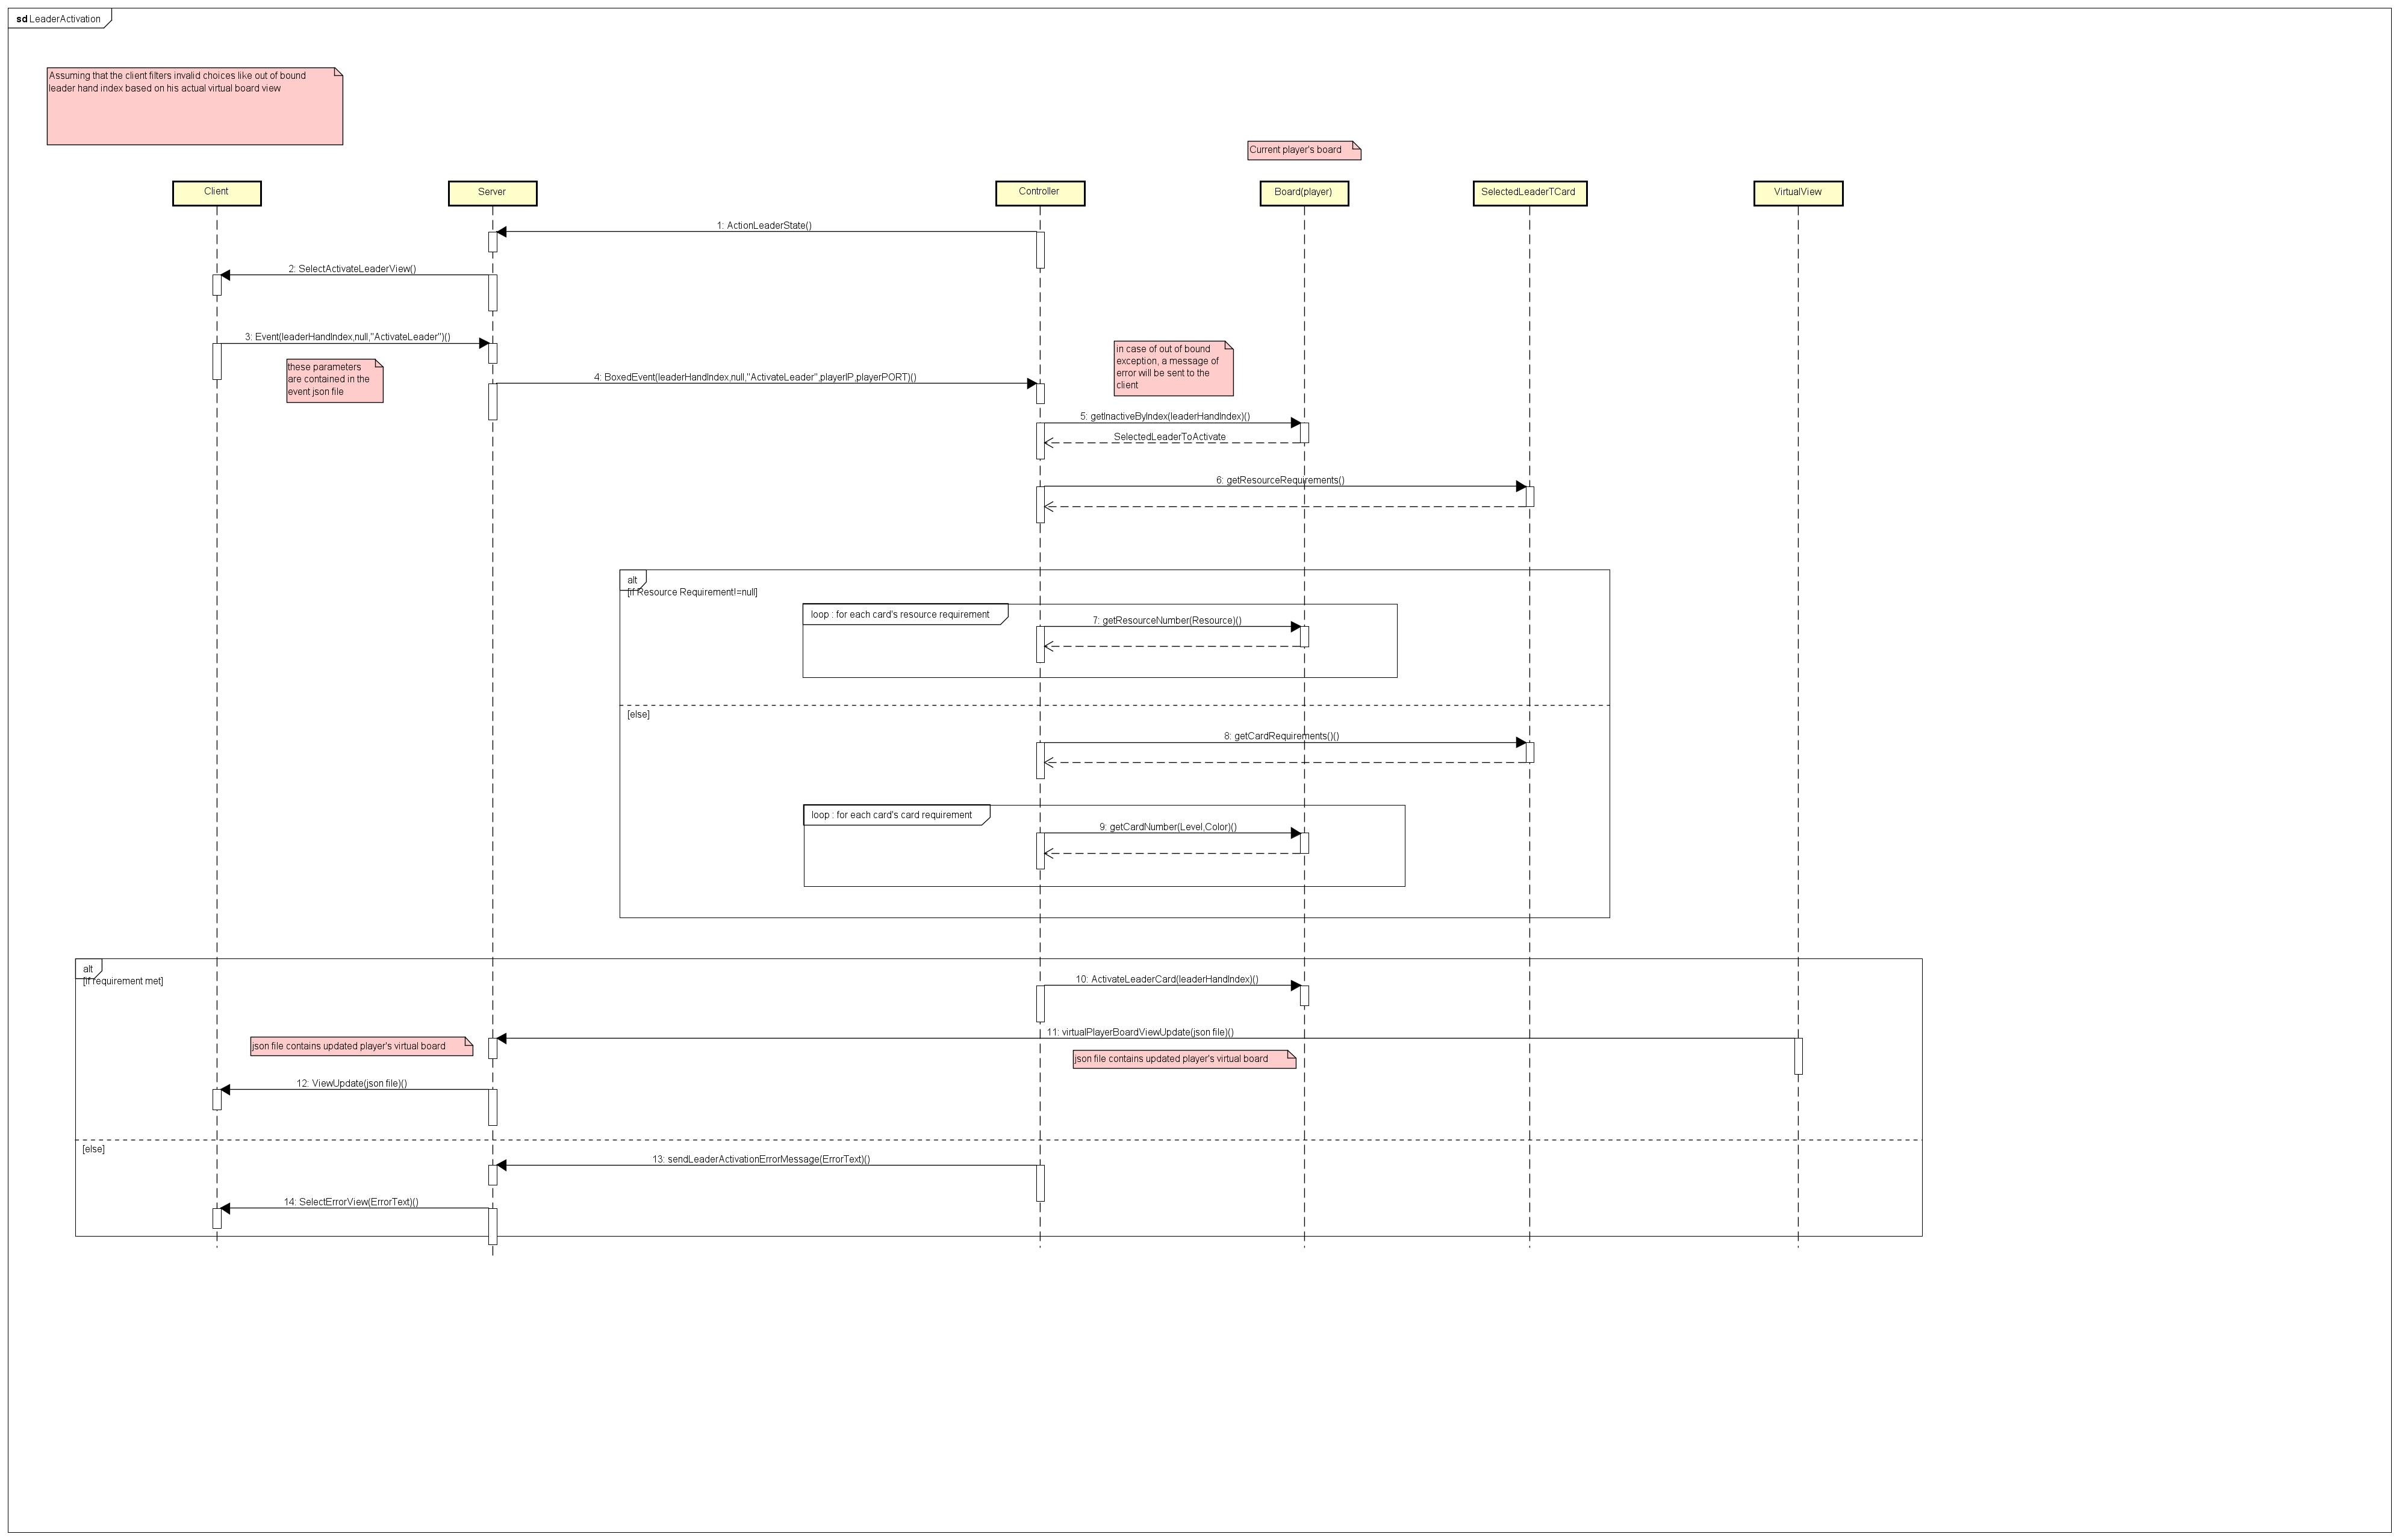 sd LeaderActivation
Assuming that the client filters invalid choices like out of bound
leader hand index based on his actual virtual board view
Current player's board
Client
Server
Controller
Board(player)
SelectedLeaderTCard
VirtualView
1: ActionLeaderState()
2: SelectActivateLeaderView()
3: Event(leaderHandIndex,null,"ActivateLeader")()
these parameters
are contained in the
event json file
4: BoxedEvent(leaderHandIndex,null,"ActivateLeader",playerIP,playerPORT)()
in case of out of bound
exception, a message of
error will be sent to the
client
5: getInactiveByIndex(leaderHandIndex)()
SelectedLeaderToActivate
6: getResourceRequirements()
alt
[if Resource Requirement!=null]
loop : for each card's resource requirement
7: getResourceNumber(Resource)()
[else]
8: getCardRequirements()()
loop : for each card's card requirement
9: getCardNumber(Level,Color)()
alt
[if requirement met]
10: ActivateLeaderCard(leaderHandIndex)()
11: virtualPlayerBoardViewUpdate(json file)()
json file contains updated player's virtual board
json file contains updated player's virtual board
12: ViewUpdate(json file)()
[else]
13: sendLeaderActivationErrorMessage(ErrorText)()
14: SelectErrorView(ErrorText)()